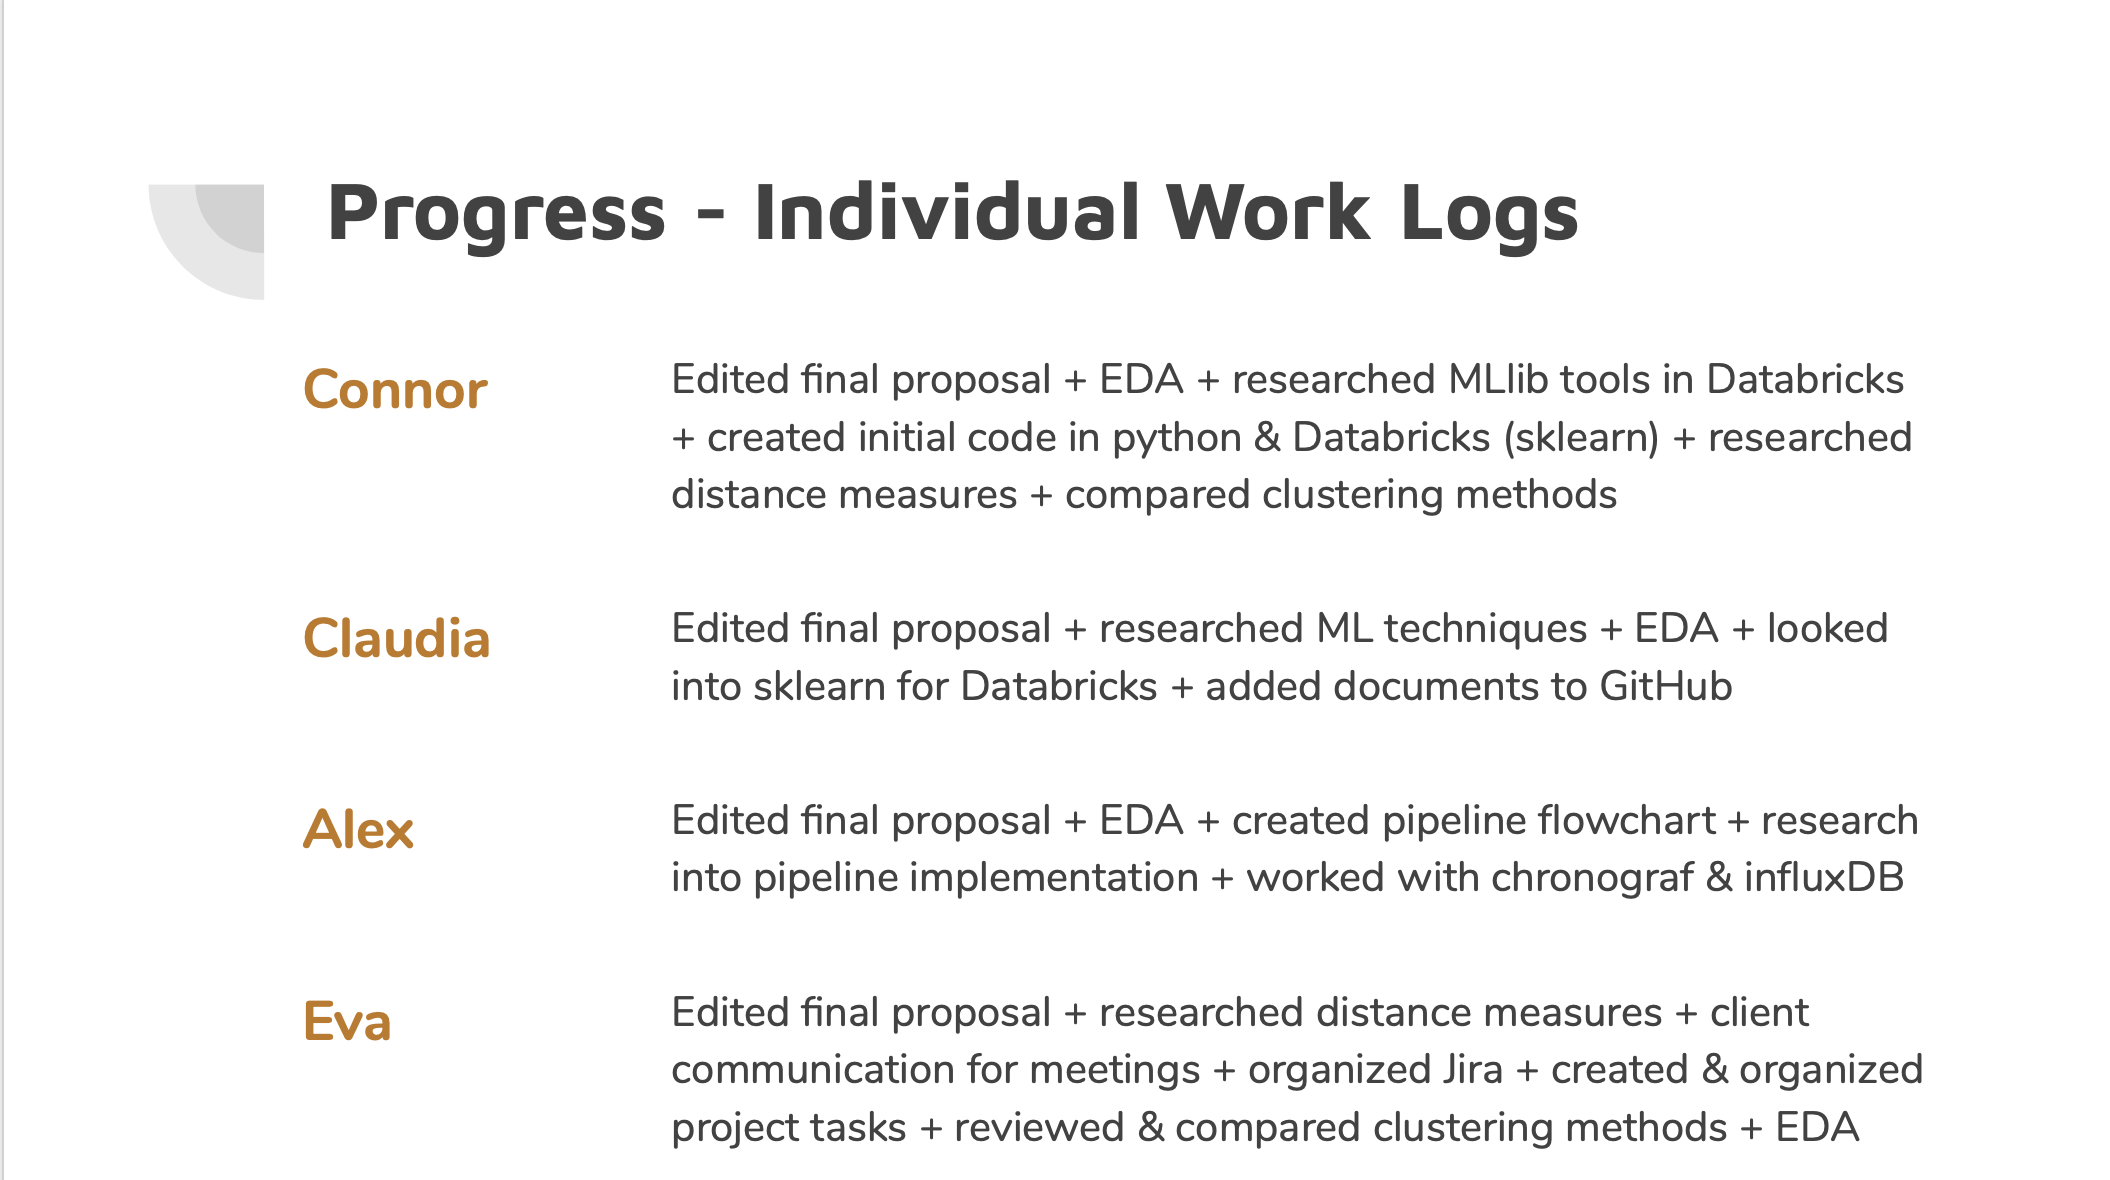 Progress - Individual Work Logs
Connor
Edited final proposal + EDA + researched MLlib tools in Databricks
+ created initial code in python & Databricks (sklearn) + researched
distance measures + compared clustering methods
Claudia
Edited final proposal + researched ML techniques + EDA + looked
into sklearn for Databricks + added documents to GitHub
Alex
Edited final proposal + EDA + created pipeline flowchart + research
into pipeline implementation + worked with chronograf & influxDB
Eva
Edited final proposal + researched distance measures + client
communication for meetings + organized Jira + created & organized
project tasks + reviewed & compared clustering methods + EDA